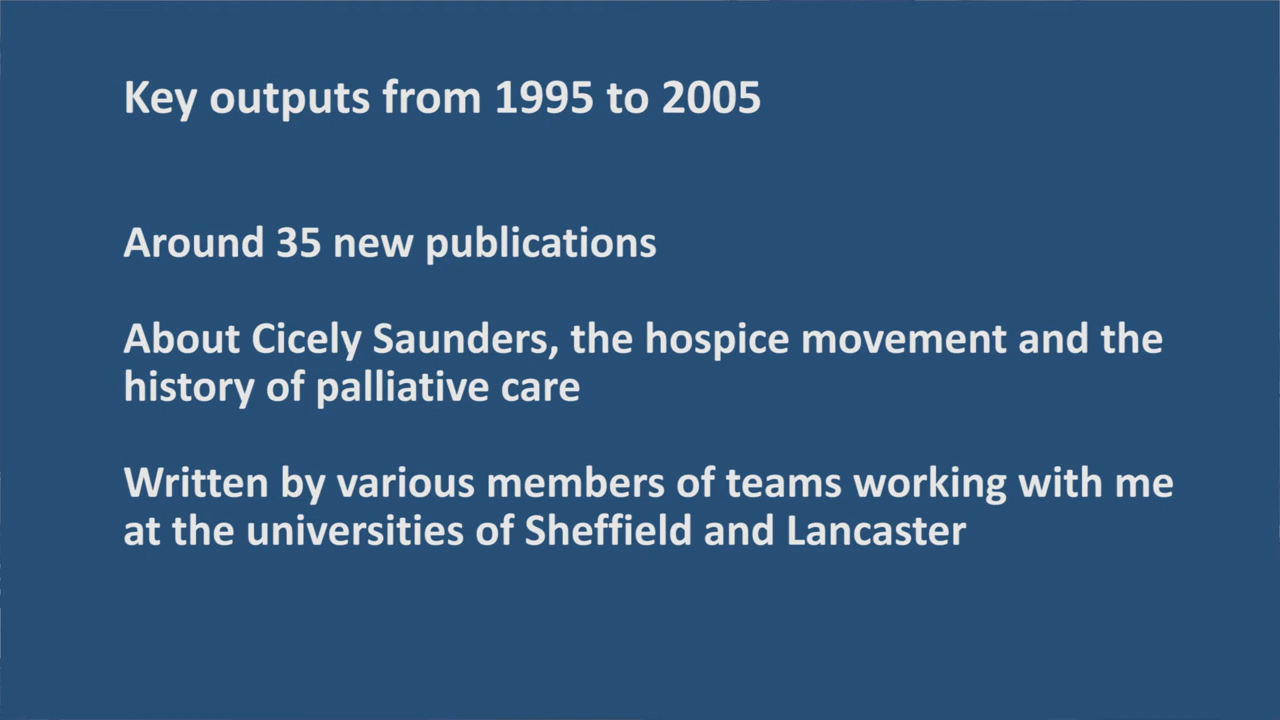 Key outputs from 1995 to 2005
Around 35 new publications
About Cicely Saunders, the hospice movement and the
history of palliative care
Written by various members of teams working with me
at the universities of Sheffield and Lancaster